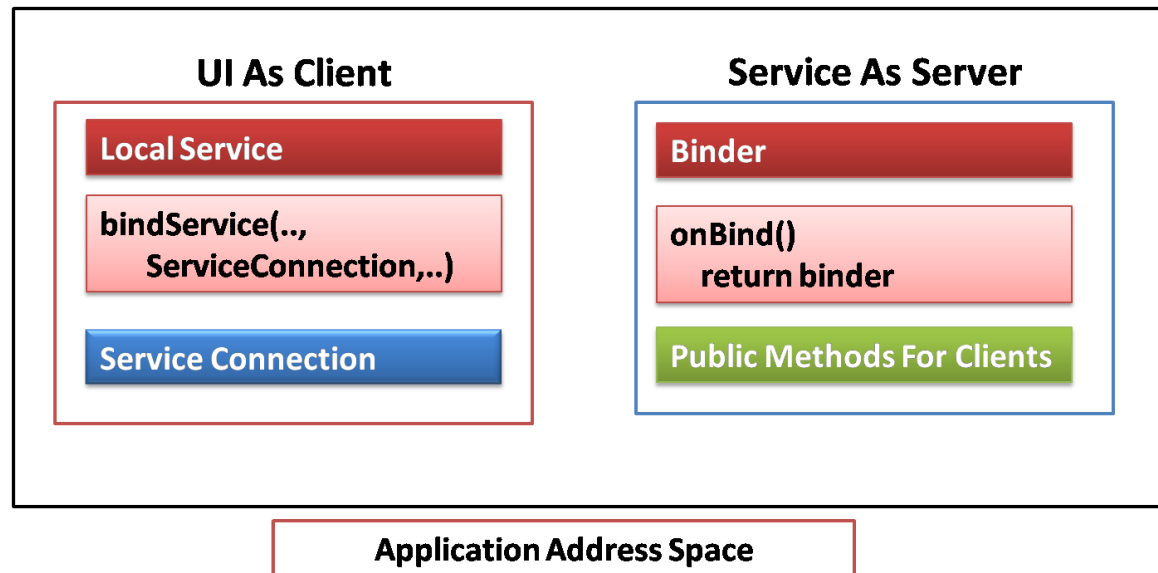 UI As Client
Local Service
bindService(..,
ServiceConnection,..)
Service Connection
Service As Server
Binder
onBind()
return binder
Public Methods For Clients
Application Address Space